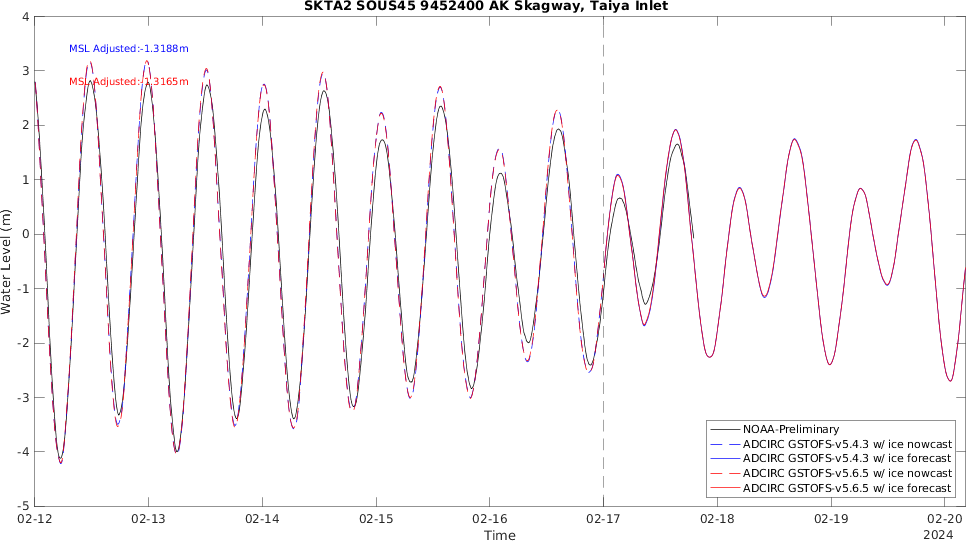 SKTA2 SOUS45 9452400 AK Skagway, Taiya Inlet
MSL Adjusted:-1.3188m
MSL Adjusted:-1.3165m
Water Level (m)
4
3
2
1
0
-1
-2
-3
-4
-5
02-12
02-13
02-14
02-15
02-16
02-17
02-18
02-19
02-20
2024
Time
NOAA-Preliminary
ADCIRC GSTOFS-v5.4.3 w/ ice nowcast
ADCIRC GSTOFS-v5.4.3 w/ ice forecast
ADCIRC GSTOFS-v5.6.5 w/ ice nowcast
ADCIRC GSTOFS-v5.6.5 w/ ice forecast